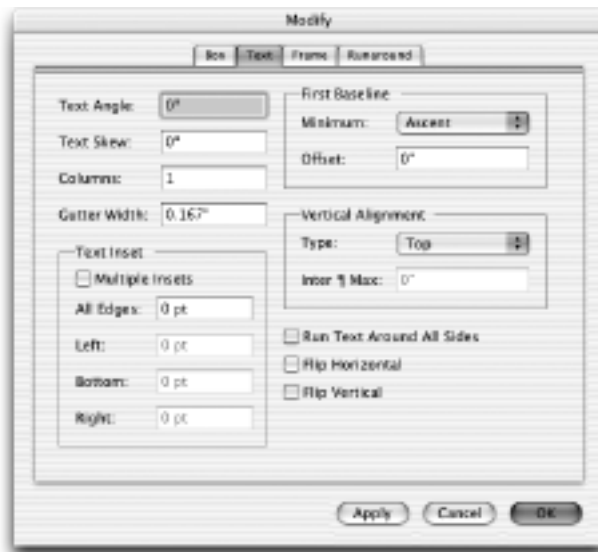 Modify
Box Text Frame Runaround
Text Angle: 0°
Text Skew: 0°
Columns: 1
Gutter Width: 0.167"
Text Inset
Multiple Insets
All Edges: 0 pt
Left: 0 pt
Bottom: 0 pt
Right: 0 pt
First Baseline
Minimum: Ascent
Offset: 0"
Vertical Alignment
Type: Top
Inter ¶ Max: 0"
Run Text Around All Sides
Flip Horizontal
Flip Vertical
Apply Cancel OK